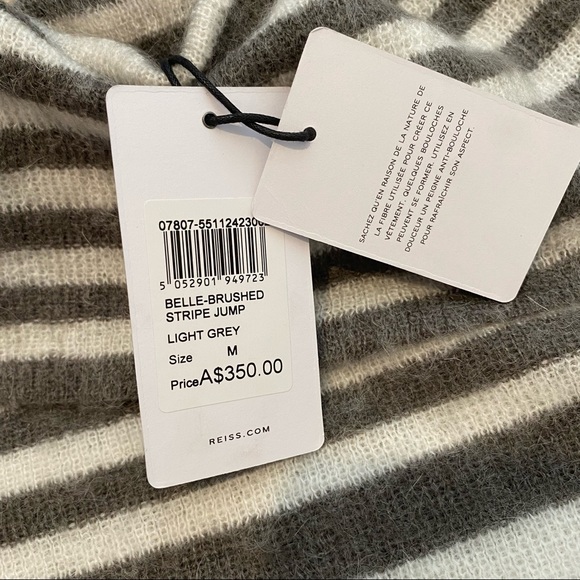 07807-5511242300
5 052901 949723
BELLE-BRUSHED
STRIPE JUMP
LIGHT GREY
Size M
Price A$350.00
REISS.COM
SACHEZ QU'EN RAISON DE LA NATURE DE
LA FIBRE UTILISÉE POUR CRÉER CE
VÊTEMENT, QUELQUES BOULOCHES
PEUVENT SE FORMER. UTILISEZ EN
DOUCEUR UN PEIGNE ANTI-BOULOCHE
POUR RAFRAÎCHIR SON ASPECT.